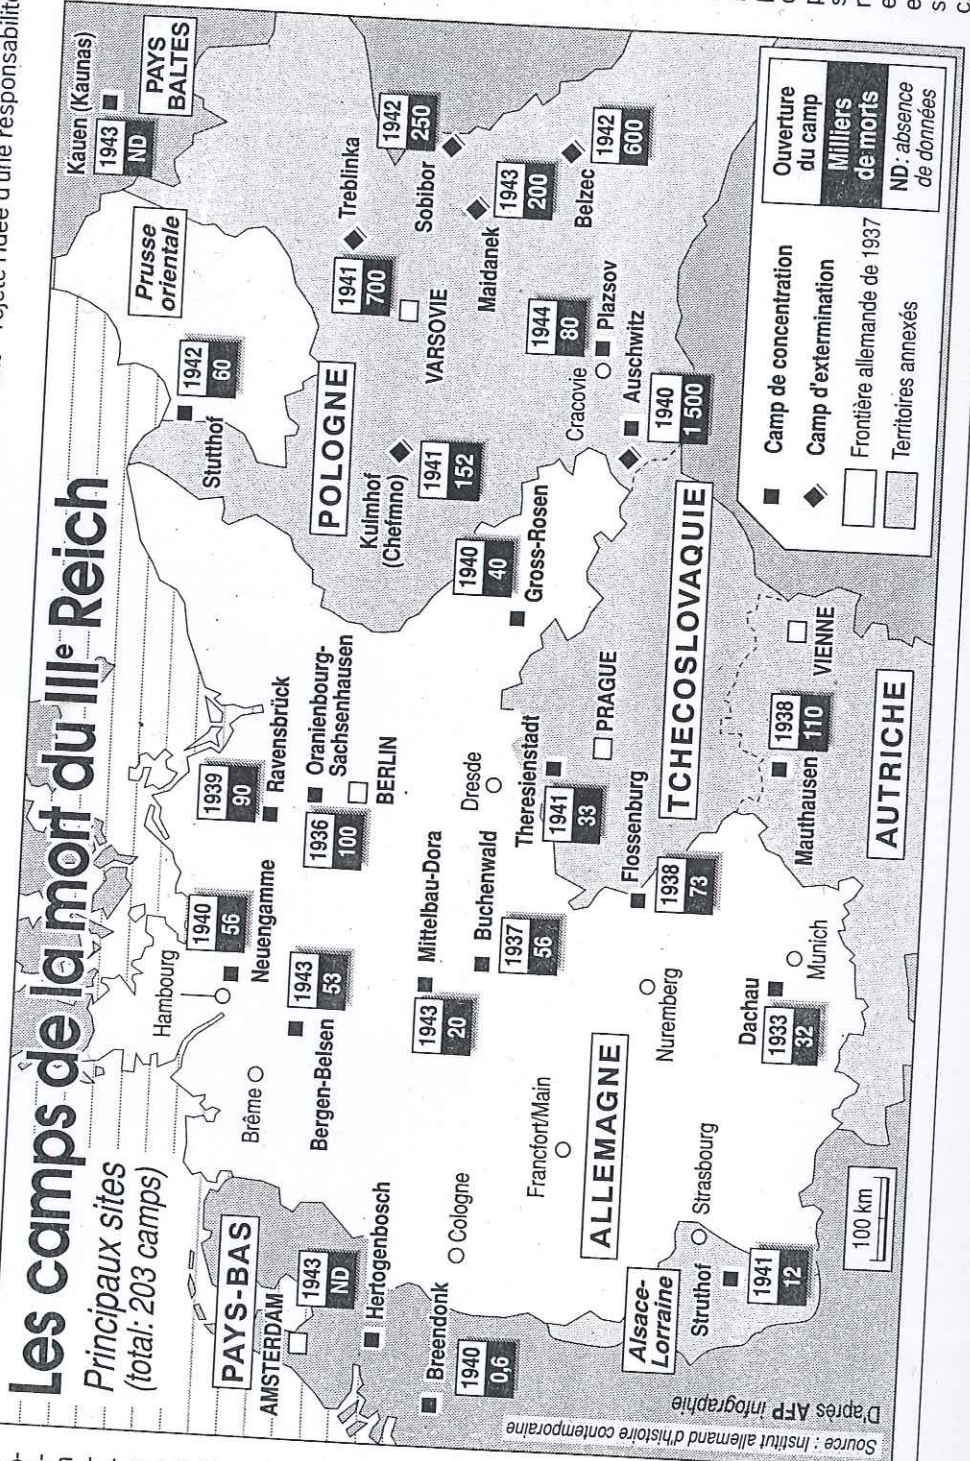 rejeté l'idée d'une responsabilité
Les camps de la mort du IIIe Reich
Principaux sites
(total: 203 camps)
PAYS-BAS
AMSTERDAM
1943
ND
Hertogenbosch
Breendonk
1940
0,6
Brême
Hambourg
1940
56
Neuengamme
1943
53
Bergen-Belsen
1939
90
Ravensbrück
Oranienbourg-
Sachsenhausen
1936
100
BERLIN
Stutthof
1942
60
Prusse
orientale
Kauen (Kaunas)
1943
ND
PAYS
BALTES
POLOGNE
Kulmhof
(Chefmno)
1941
152
1941
700
Treblinka
VARSOVIE
1942
250
Sobibor
Maidanek
1943
200
Belzec
1942
600
1944
80
Cracovie
Plazsdov
Auschwitz
1940
1 500
1940
40
Gross-Rosen
Cologne
1943
20
Mittelbau-Dora
Buchenwald
1937
56
Dresde
Theresienstadt
1941
33
PRAGUE
Flossenburg
1938
73
TCHECOSLOVAQUIE
Francfort/Main
ALLEMAGNE
Nuremberg
Alsace-
Lorraine
Strasbourg
Struthof
1941
12
Dachau
1933
32
Munich
Mauthausen
1938
110
VIENNE
AUTRICHE
100 km
Camp de concentration
Camp d'extermination
Frontière allemande de 1937
Territoires annexés
Ouverture
du camp
Milliers
de morts
ND: absence
de données
Source : Institut allemand d'histoire contemporaine
D'après AFP infographie